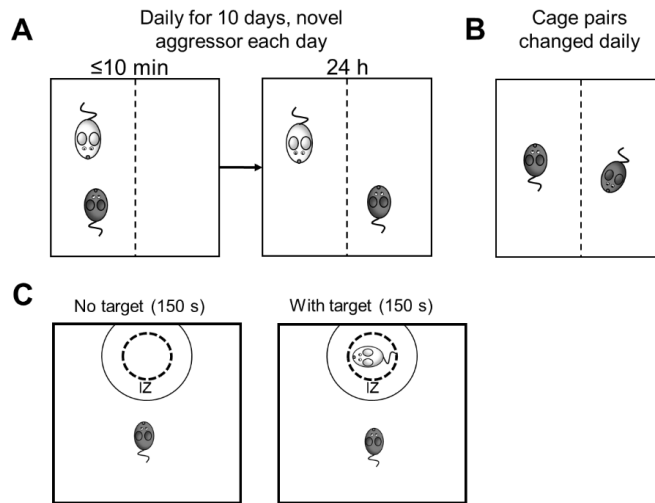 A
Daily for 10 days, novel
aggressor each day
≤10 min
24 h
B
Cage pairs
changed daily
C
No target (150 s)
With target (150 s)
IZ
IZ